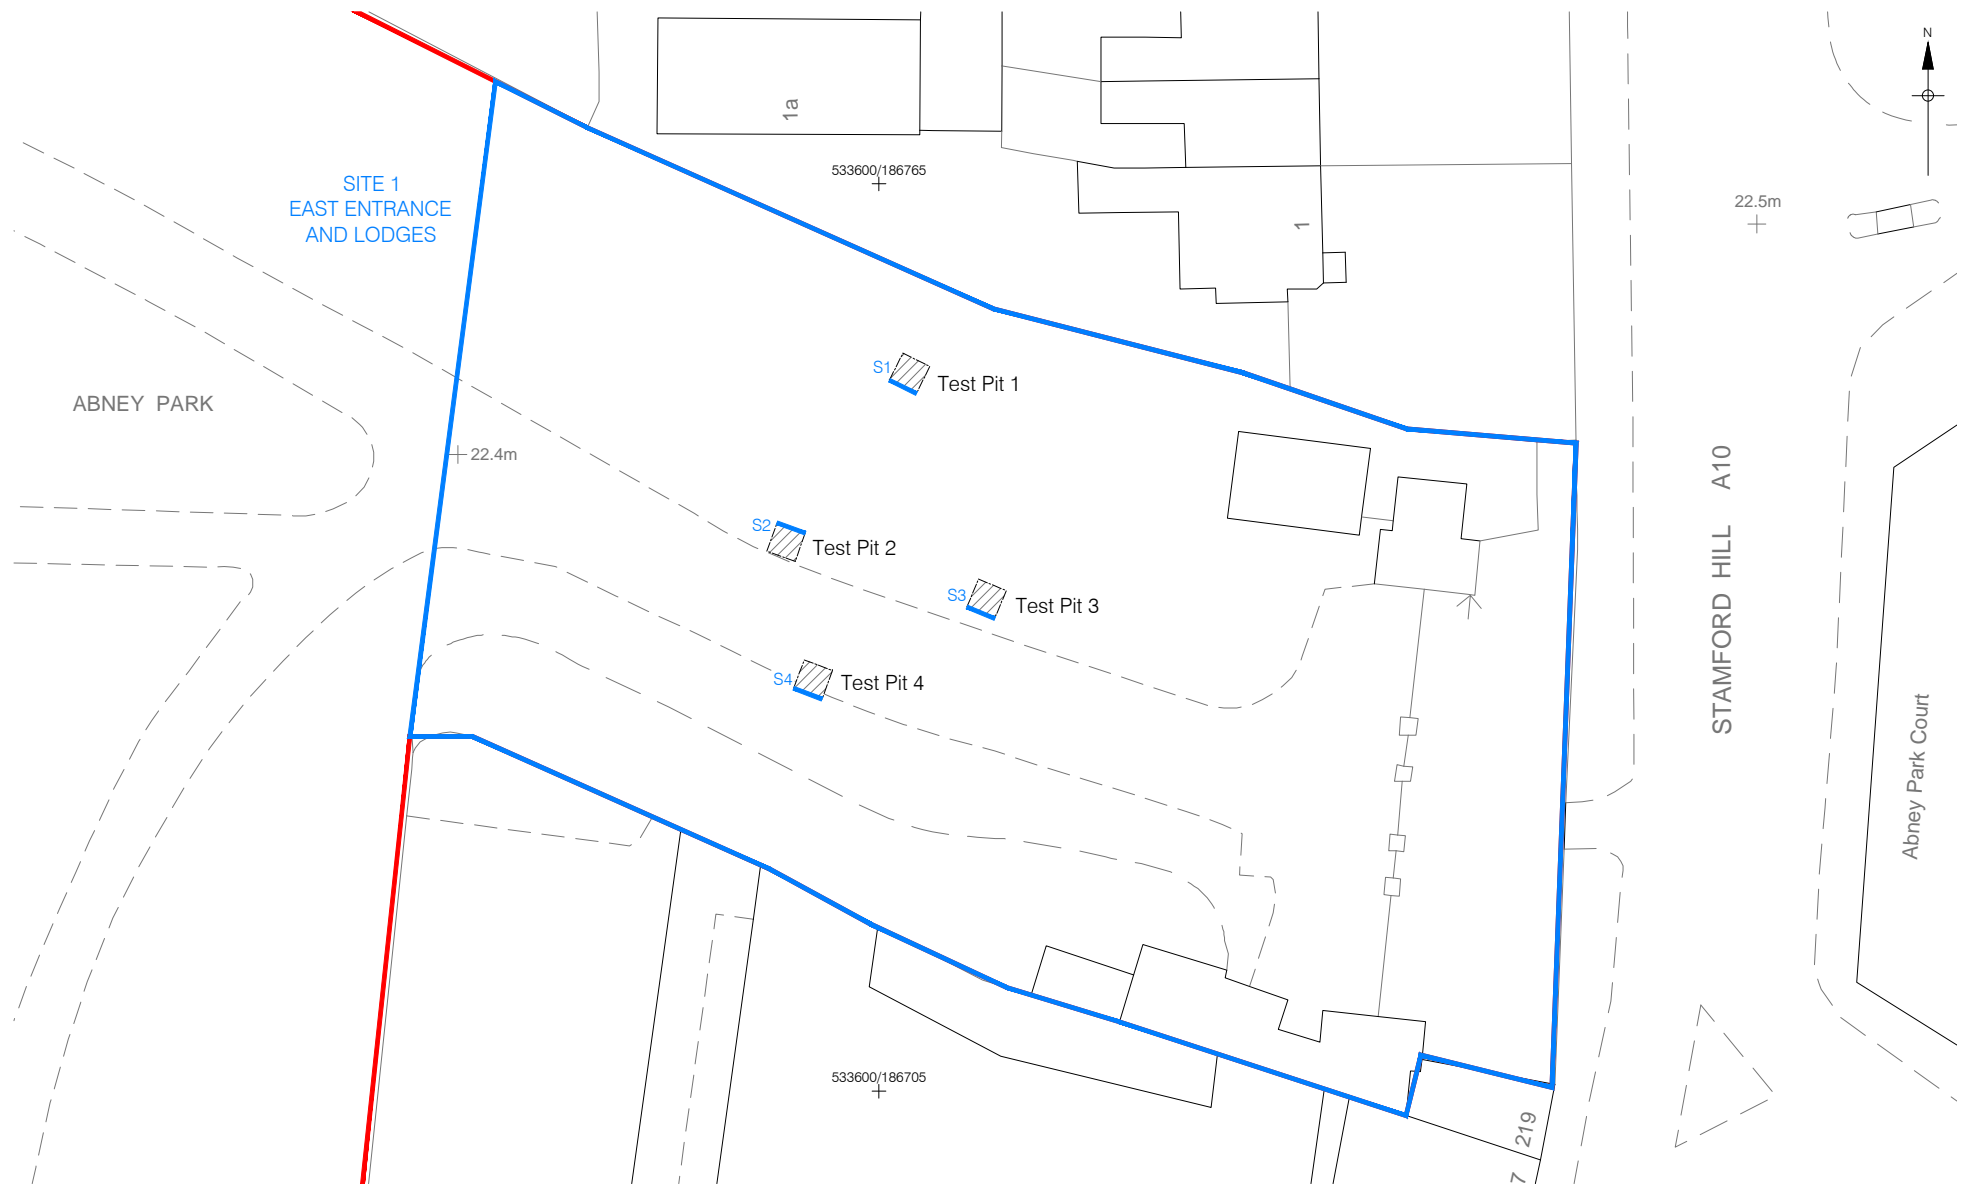 N
1a
533600/186765
SITE 1
EAST ENTRANCE
AND LODGES
22.5m
1
S1
Test Pit 1
ABNEY PARK
22.4m
STAMFORD HILL A10
S2
Test Pit 2
S3
Test Pit 3
S4
Test Pit 4
Abney Park Court
533600/186705
219
7